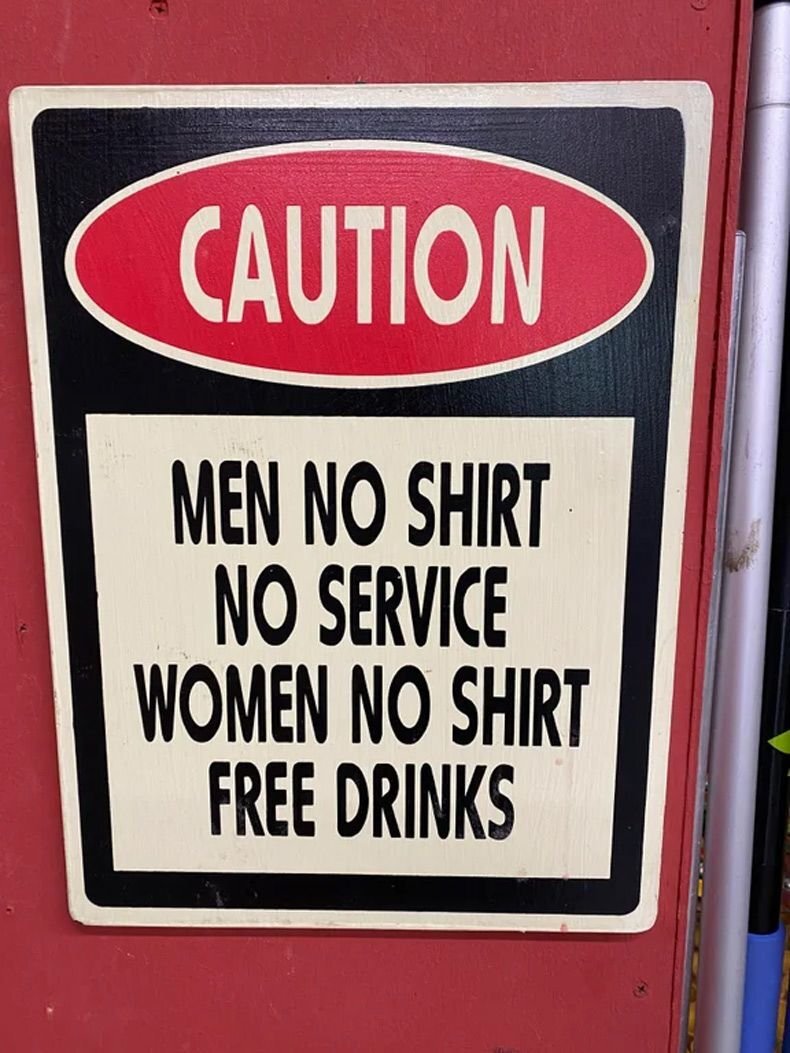 CAUTION
MEN NO SHIRT
NO SERVICE
WOMEN NO SHIRT
FREE DRINKS